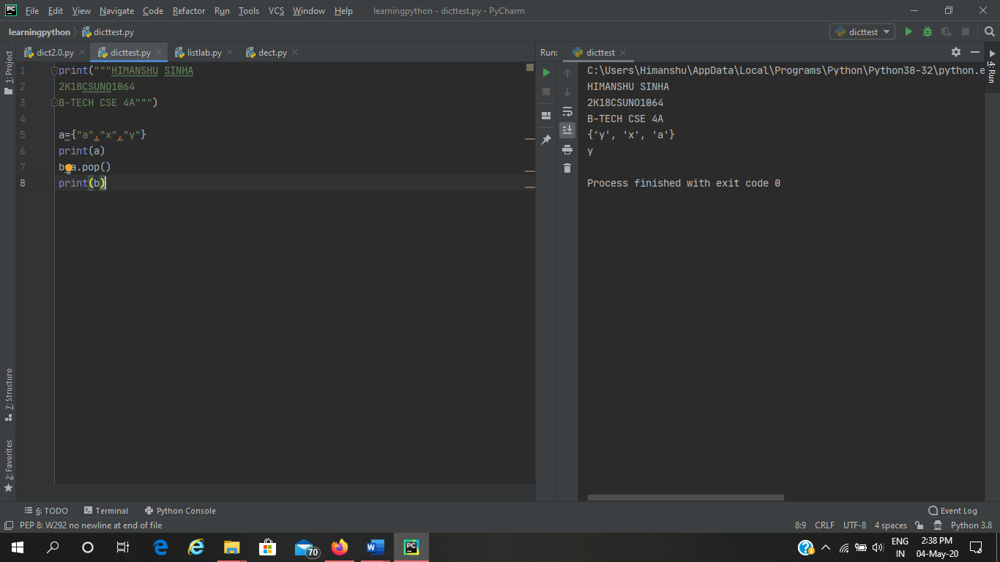 PC File Edit View Navigate Code Refactor Run Tools VCS Window Help learningpython - dicttest.py - PyCharm
learningpython dicttest.py dicttest
dict2.0.py dicttest.py listlab.py dect.py
1 print("""HIMANSHU SINHA
2 2K18CSUNO1064
3 B-TECH CSE 4A""")
4
5 a={"a","x","y"}
6 print(a)
7 b a.pop()
8 print(b)
Run: dicttest
C:\Users\Himanshu\AppData\Local\Programs\Python\Python38-32\python.e
HIMANSHU SINHA
2K18CSUNO1064
B-TECH CSE 4A
{'y', 'x', 'a'}
y
Process finished with exit code 0
1: Project
7: Structure
2: Favorites
4: Run
6: TODO Terminal Python Console Event Log
PEP 8: W292 no newline at end of file 8:9 CRLF UTF-8 4 spaces Python 3.8
70 PC ENG 2:38 PM
IN 04-May-20